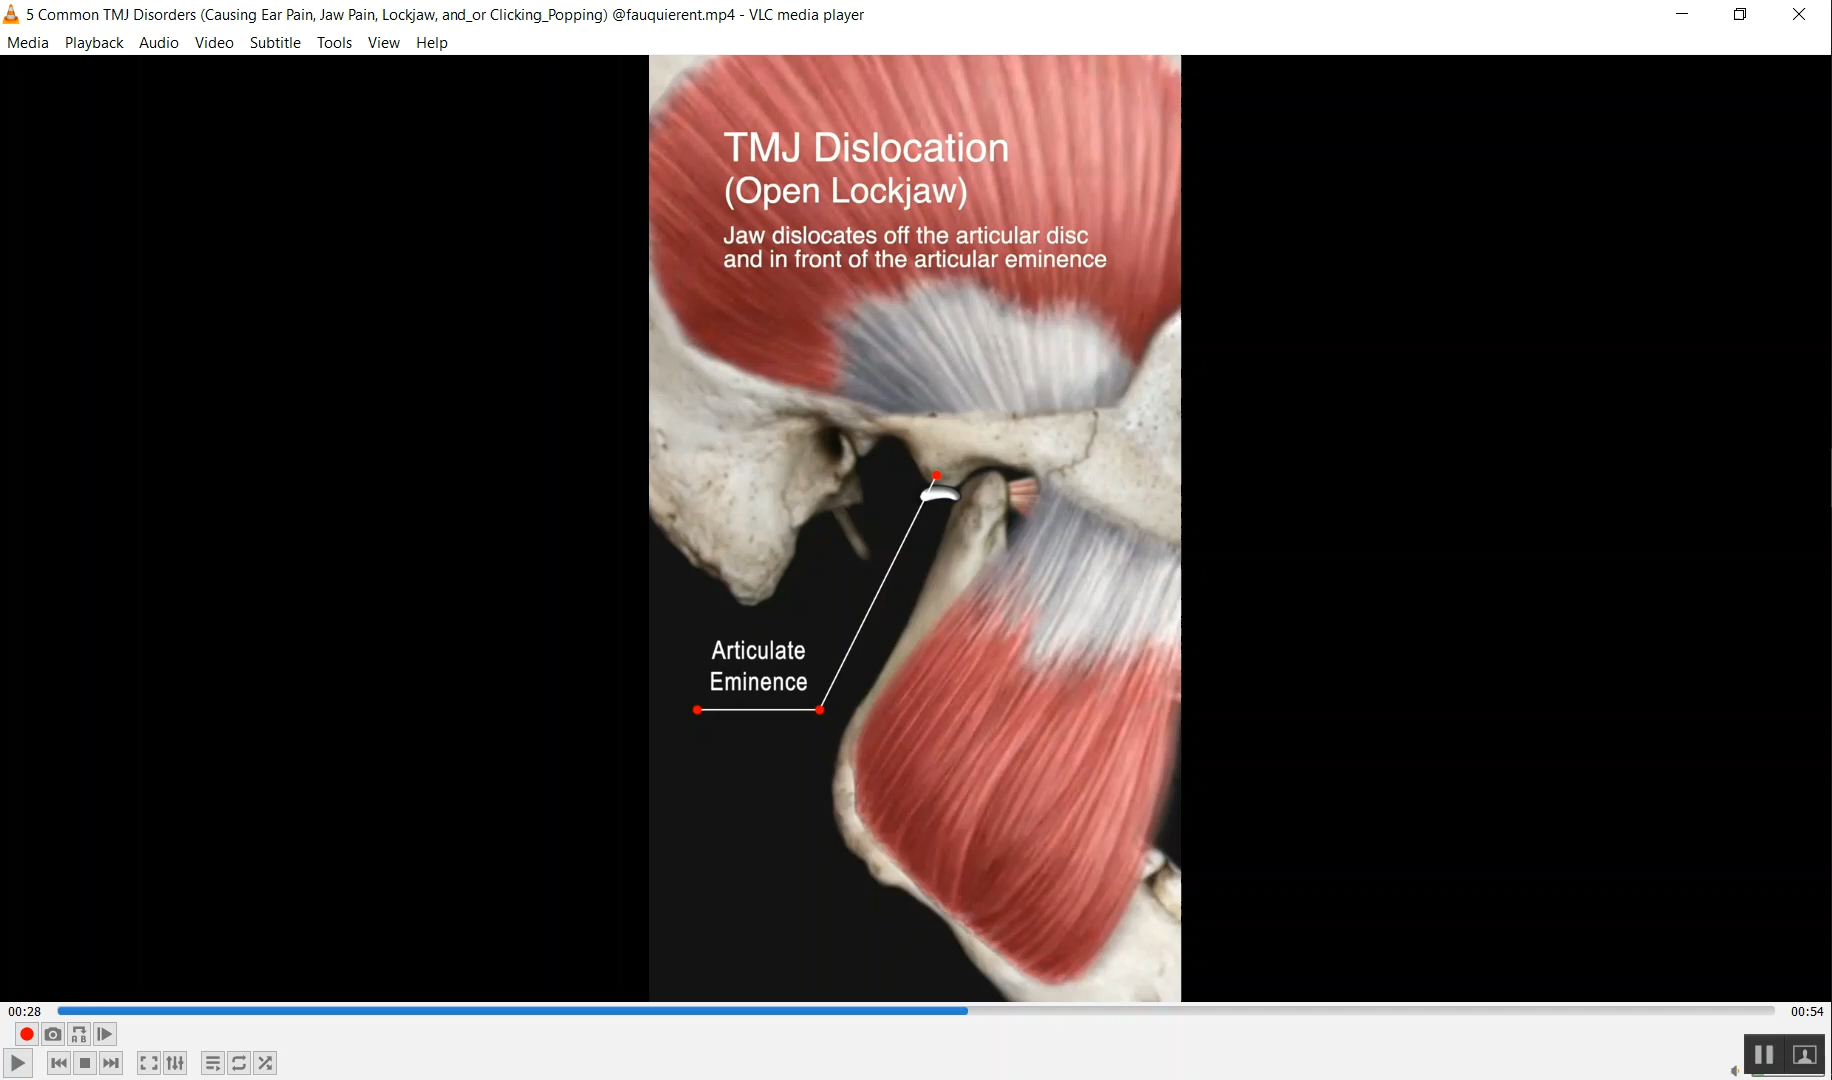 5 Common TMJ Disorders (Causing Ear Pain, Jaw Pain, Lockjaw, and_or Clicking_Popping) @fauquierent.mp4 - VLC media player
Media Playback Audio Video Subtitle Tools View Help
TMJ Dislocation
(Open Lockjaw)
Jaw dislocates off the articular disc
and in front of the articular eminence
Articulate
Eminence
00:28
00:54
A B